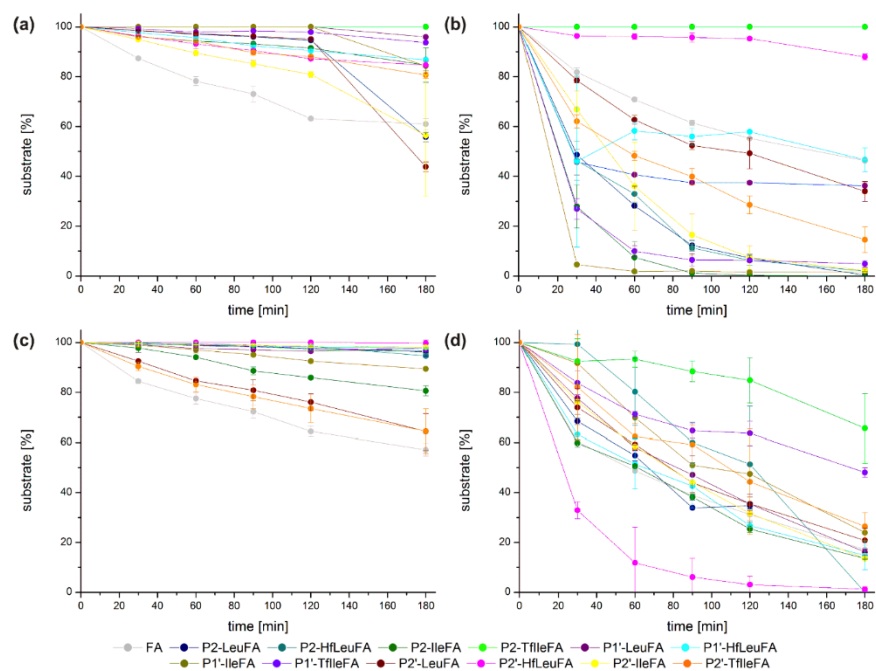 (a)
(b)
100
80
60
40
20
0
substrate [%]
0 20 40 60 80 100 120 140 160 180
time [min]
100
80
60
40
20
0
substrate [%]
0 20 40 60 80 100 120 140 160 180
time [min]
(c)
(d)
100
80
60
40
20
0
substrate [%]
0 20 40 60 80 100 120 140 160 180
time [min]
100
80
60
40
20
0
substrate [%]
0 20 40 60 80 100 120 140 160 180
time [min]
FA P2-LeuFA P2-HfLeuFA P2-IleFA P2-TfIleFA P1'-LeuFA P1'-HfLeuFA
P1'-IleFA P1'-TfIleFA P2'-LeuFA P2'-HfLeuFA P2'-IleFA P2'-TfIleFA